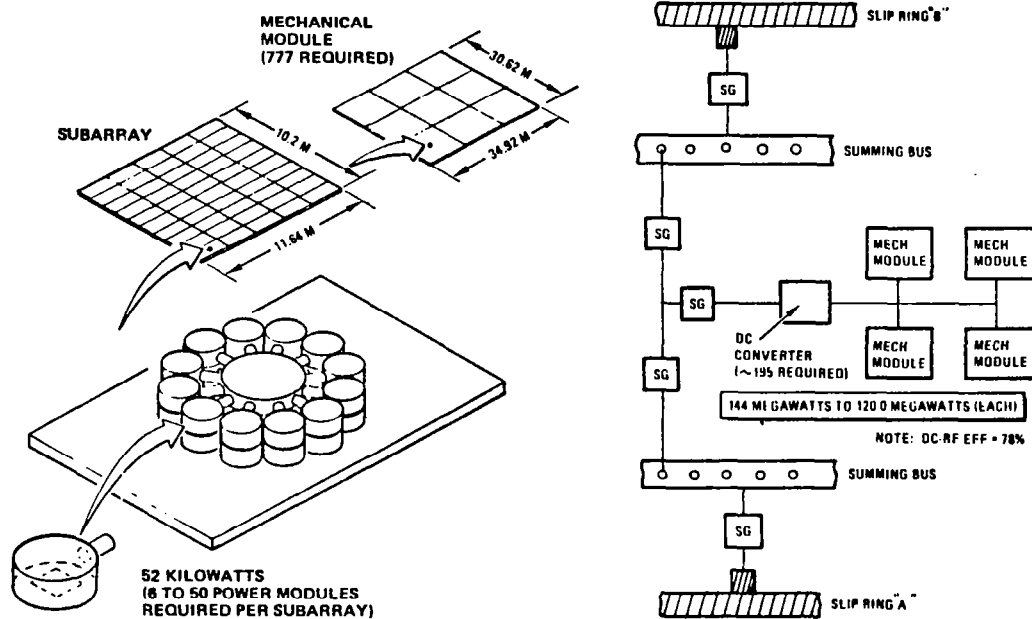 MECHANICAL
MODULE
(777 REQUIRED)
30.62 M
34.92 M
SUBARRAY
10.2 M
11.64 M
52 KILOWATTS
(6 TO 50 POWER MODULES
REQUIRED PER SUBARRAY)
SLIP RING "B"
SG
SUMMING BUS
SG
SG
MECH
MODULE
MECH
MODULE
DC
CONVERTER
(~195 REQUIRED)
MECH
MODULE
MECH
MODULE
SG
144 MEGAWATTS TO 120.0 MEGAWATTS (EACH)
NOTE: DC-RF EFF = 78%
SUMMING BUS
SG
SLIP RING "A"